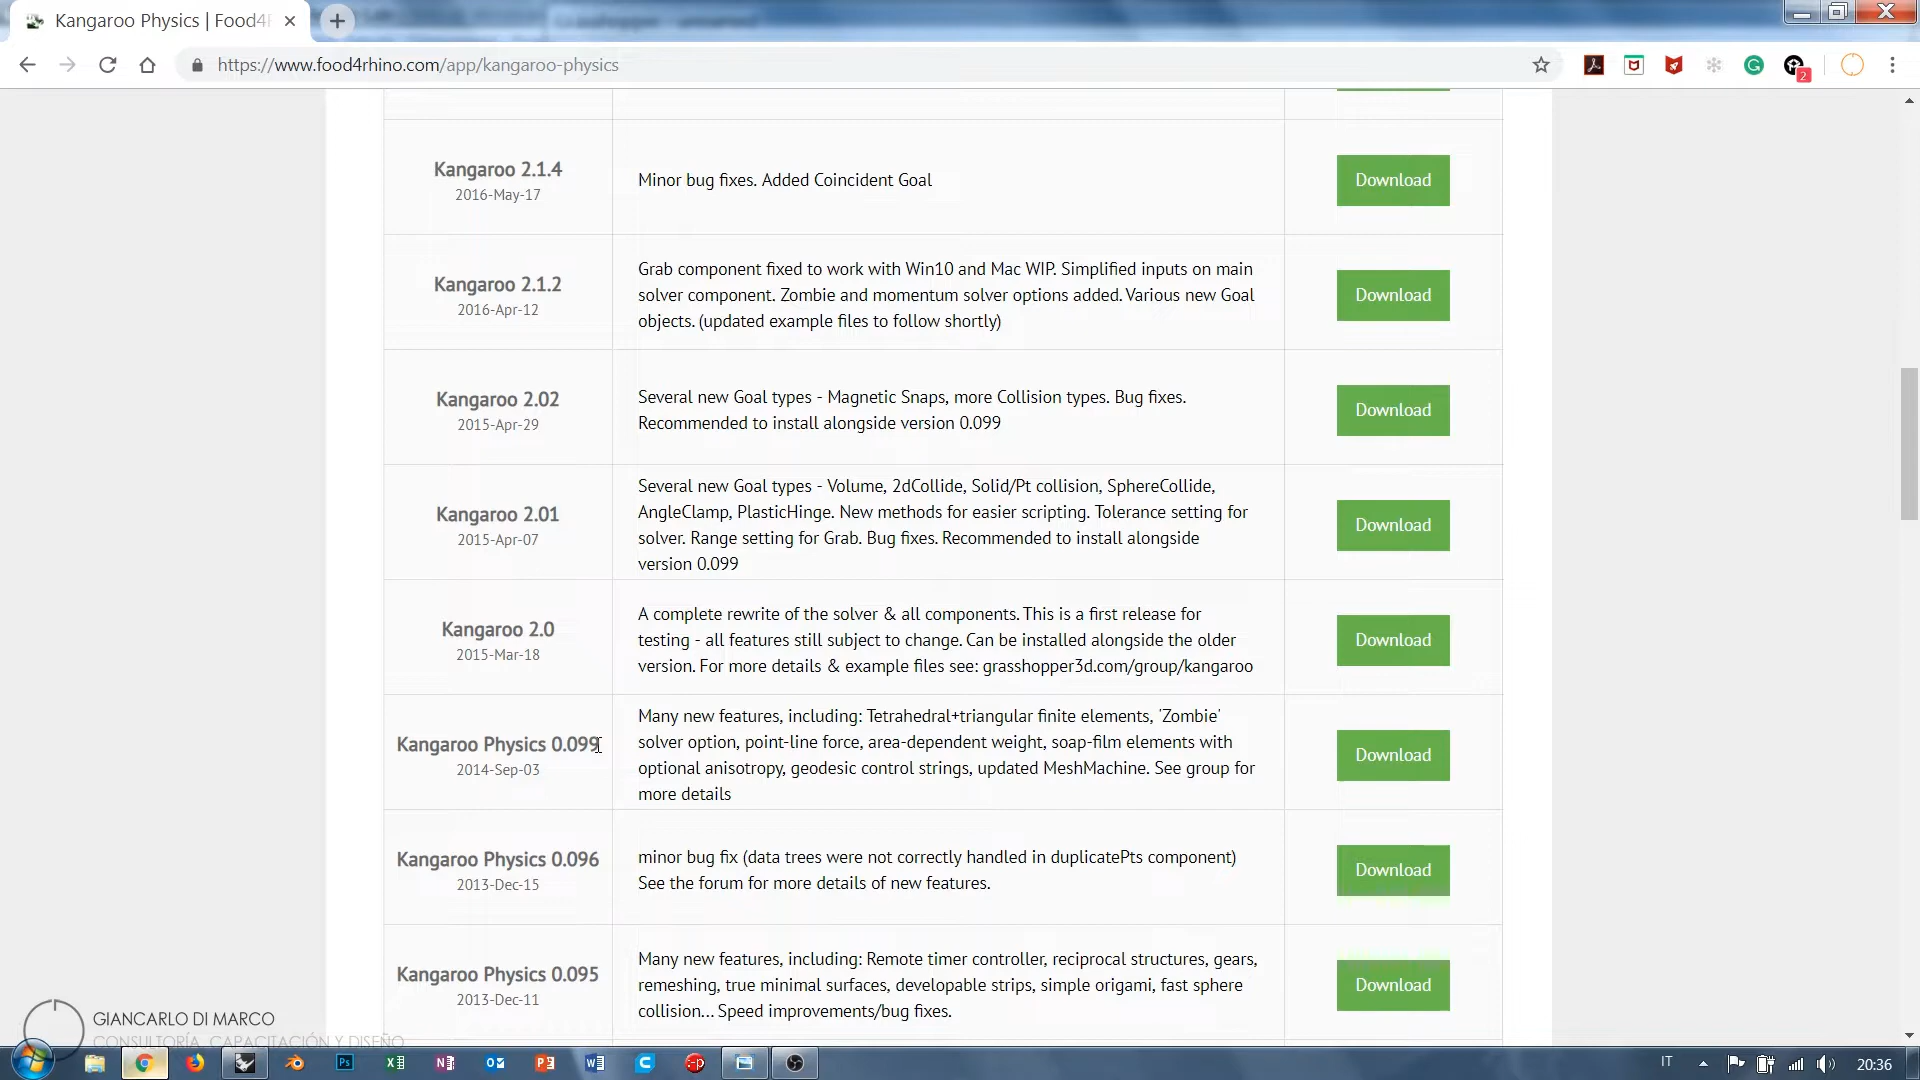 Kangaroo Physics | Food4R
https://www.food4rhino.com/app/kangaroo-physics
2
Kangaroo 2.1.4
2016-May-17
Minor bug fixes. Added Coincident Goal
Download
Kangaroo 2.1.2
2016-Apr-12
Grab component fixed to work with Win10 and Mac WIP. Simplified inputs on main
solver component. Zombie and momentum solver options added. Various new Goal
objects. (updated example files to follow shortly)
Download
Kangaroo 2.02
2015-Apr-29
Several new Goal types - Magnetic Snaps, more Collision types. Bug fixes.
Recommended to install alongside version 0.099
Download
Kangaroo 2.01
2015-Apr-07
Several new Goal types - Volume, 2dCollide, Solid/Pt collision, SphereCollide,
AngleClamp, PlasticHinge. New methods for easier scripting. Tolerance setting for
solver. Range setting for Grab. Bug fixes. Recommended to install alongside
version 0.099
Download
Kangaroo 2.0
2015-Mar-18
A complete rewrite of the solver & all components. This is a first release for
testing - all features still subject to change. Can be installed alongside the older
version. For more details & example files see: grasshopper3d.com/group/kangaroo
Download
Kangaroo Physics 0.099
2014-Sep-03
Many new features, including: Tetrahedral+triangular finite elements, 'Zombie'
solver option, point-line force, area-dependent weight, soap-film elements with
optional anisotropy, geodesic control strings, updated MeshMachine. See group for
more details
Download
Kangaroo Physics 0.096
2013-Dec-15
minor bug fix (data trees were not correctly handled in duplicatePts component)
See the forum for more details of new features.
Download
Kangaroo Physics 0.095
2013-Dec-11
Many new features, including: Remote timer controller, reciprocal structures, gears,
remeshing, true minimal surfaces, developable strips, simple origami, fast sphere
collision... Speed improvements/bug fixes.
Download
GIANCARLO DI MARCO
CONSULTORÍA, CAPACITACIÓN Y DISEÑO
IT
20:36